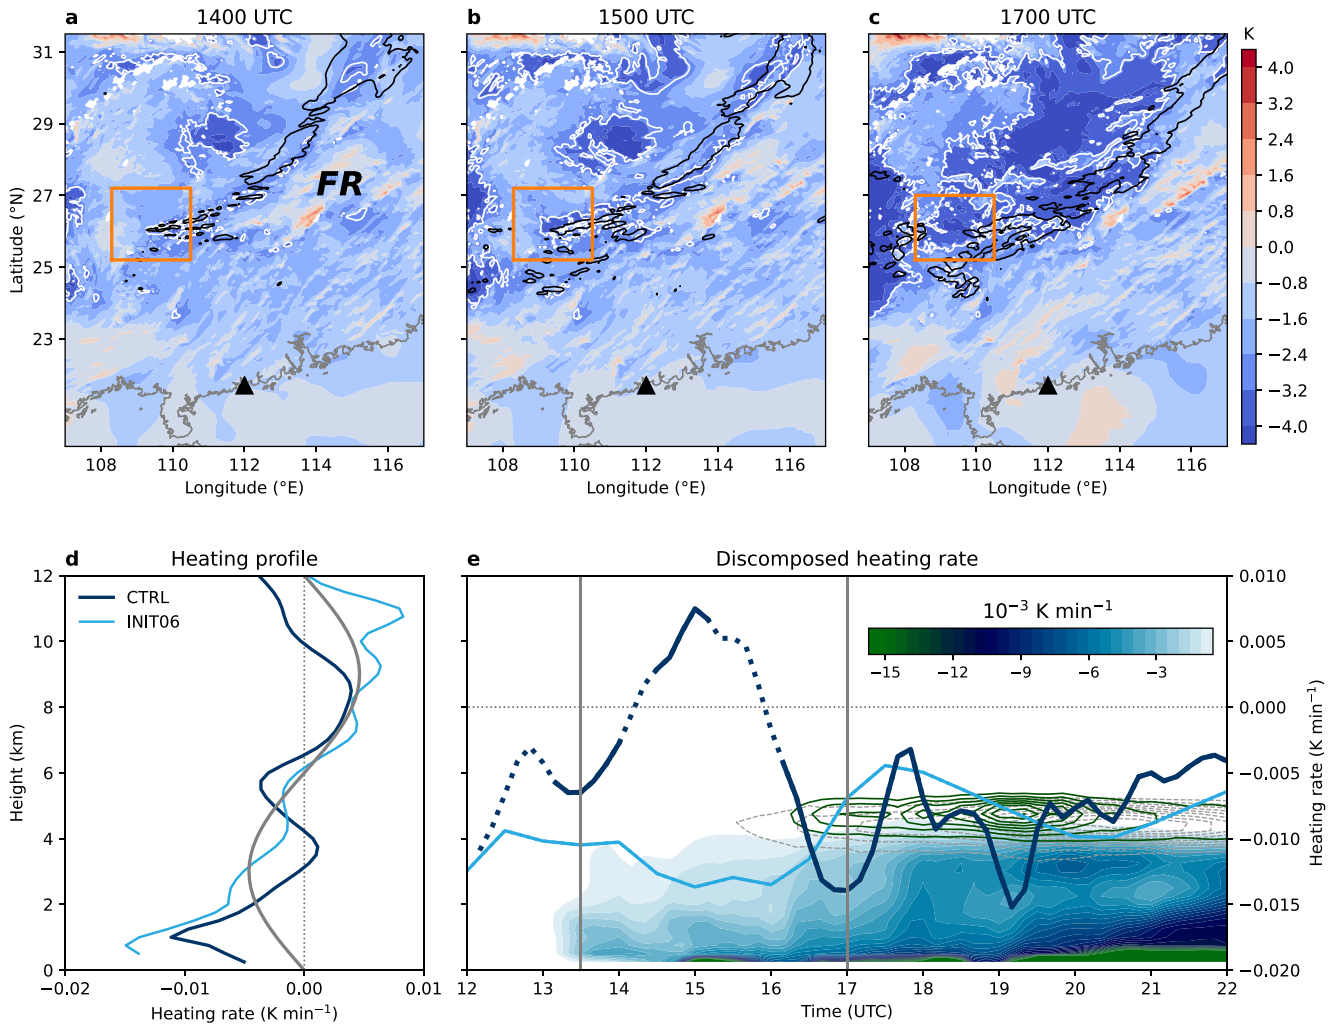 a 1400 UTC
b 1500 UTC
c 1700 UTC
K
31
29
27
25
23
Latitude (°N)
FR
4.0
3.2
2.4
1.6
0.8
0.0
−0.8
−1.6
−2.4
−3.2
−4.0
108 110 112 114 116
108 110 112 114 116
108 110 112 114 116
Longitude (°E)
Longitude (°E)
Longitude (°E)
d Heating profile
12
10
8
6
4
2
0
Height (km)
CTRL
INIT06
−0.02 −0.01 0.00 0.01
Heating rate (K min⁻¹)
e Discomposed heating rate
10⁻³ K min⁻¹
−15 −12 −9 −6 −3
0.010
0.005
0.000
−0.005
−0.010
−0.015
−0.020
Heating rate (K min⁻¹)
12 13 14 15 16 17 18 19 20 21 22
Time (UTC)